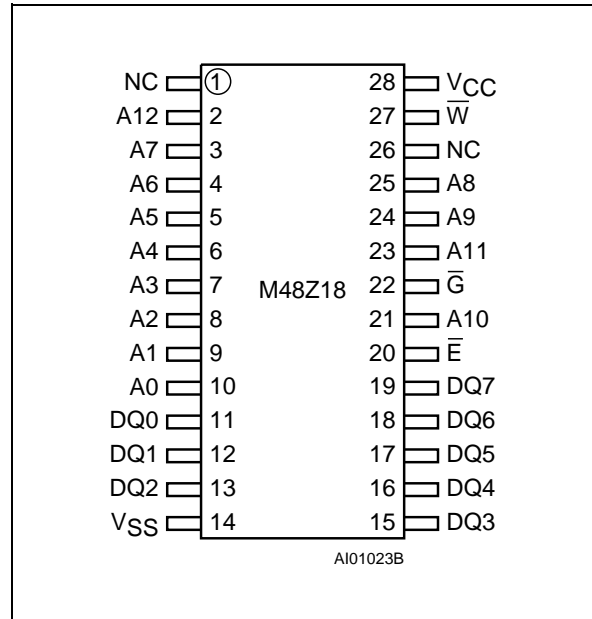 NC 1 28 VCC
A12 2 27 W̅
A7 3 26 NC
A6 4 25 A8
A5 5 24 A9
A4 6 23 A11
A3 7 M48Z18 22 G̅
A2 8 21 A10
A1 9 20 E̅
A0 10 19 DQ7
DQ0 11 18 DQ6
DQ1 12 17 DQ5
DQ2 13 16 DQ4
VSS 14 15 DQ3
AI01023B